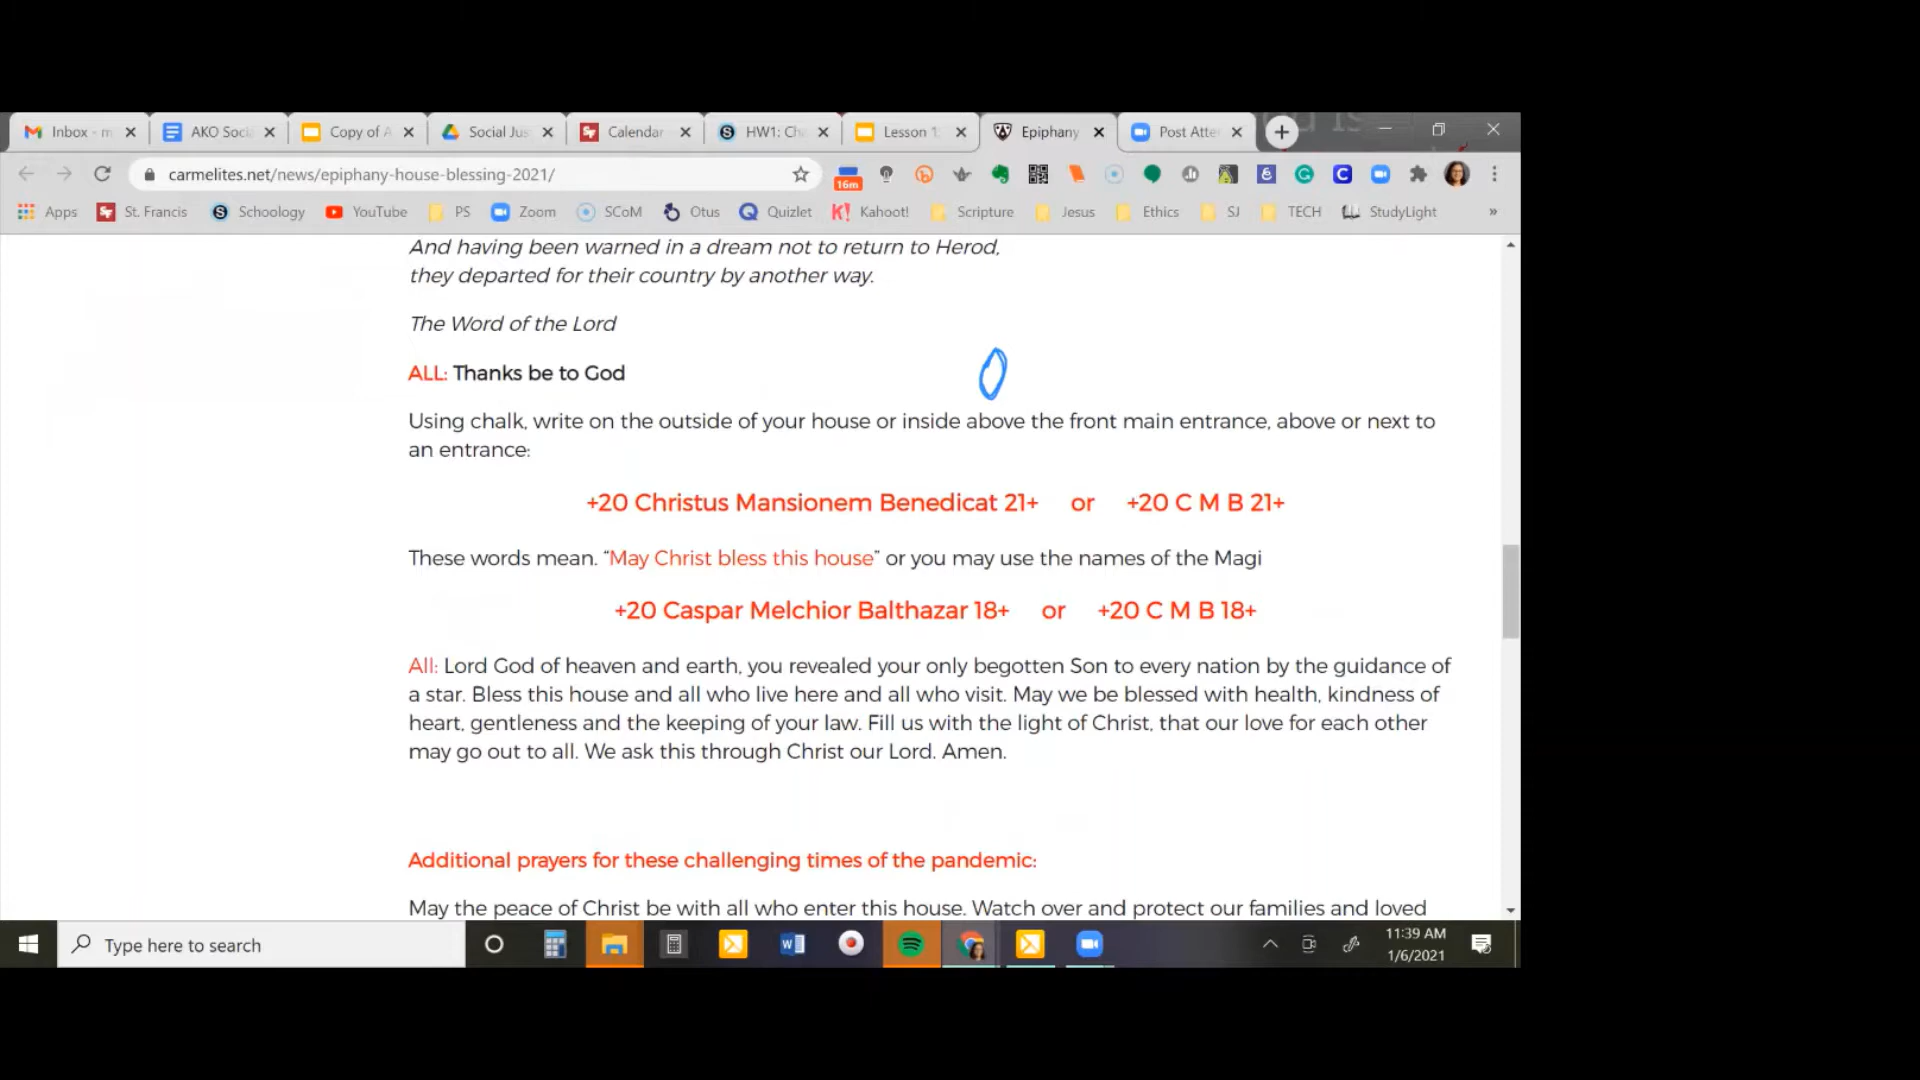 Inbox - m
AKO Soci
Copy of A
Social Jus
Calendar
HW1: Ch
Lesson 1
Epiphany
Post Atte
carmelites.net/news/epiphany-house-blessing-2021/
16m
Apps
St. Francis
Schoology
YouTube
PS
Zoom
SCoM
Otus
Quizlet
Kahoot!
Scripture
Jesus
Ethics
SJ
TECH
StudyLight
»
And having been warned in a dream not to return to Herod,
they departed for their country by another way.
The Word of the Lord
ALL: Thanks be to God
Using chalk, write on the outside of your house or inside above the front main entrance, above or next to
an entrance:
+20 Christus Mansionem Benedicat 21+ or +20 C M B 21+
These words mean. “May Christ bless this house” or you may use the names of the Magi
+20 Caspar Melchior Balthazar 18+ or +20 C M B 18+
All: Lord God of heaven and earth, you revealed your only begotten Son to every nation by the guidance of
a star. Bless this house and all who live here and all who visit. May we be blessed with health, kindness of
heart, gentleness and the keeping of your law. Fill us with the light of Christ, that our love for each other
may go out to all. We ask this through Christ our Lord. Amen.
Additional prayers for these challenging times of the pandemic:
May the peace of Christ be with all who enter this house. Watch over and protect our families and loved
Type here to search
11:39 AM
1/6/2021